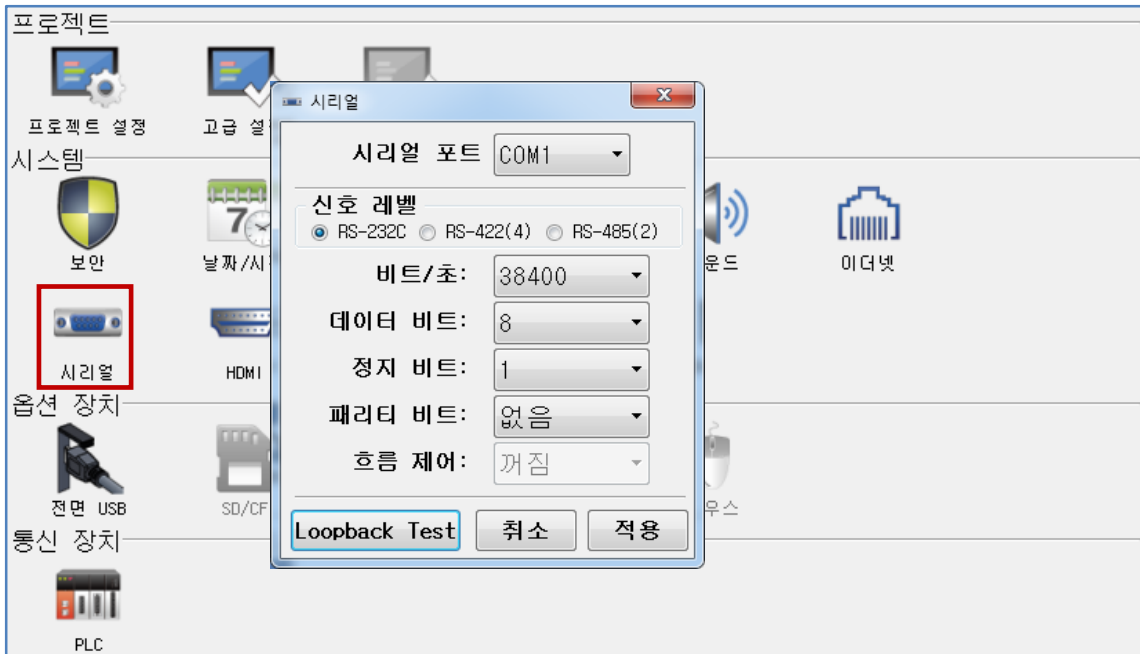 프로젝트
프로젝트 설정
고급 설
시스템
보안
날짜/시
운드
이더넷
시리얼
HDMI
옵션 장치
전면 USB
SD/CF
우스
통신 장치
PLC
시리얼
시리얼 포트 COM1
신호 레벨
RS-232C RS-422(4) RS-485(2)
비트/초: 38400
데이터 비트: 8
정지 비트: 1
패리티 비트: 없음
흐름 제어: 꺼짐
Loopback Test 취소 적용
7